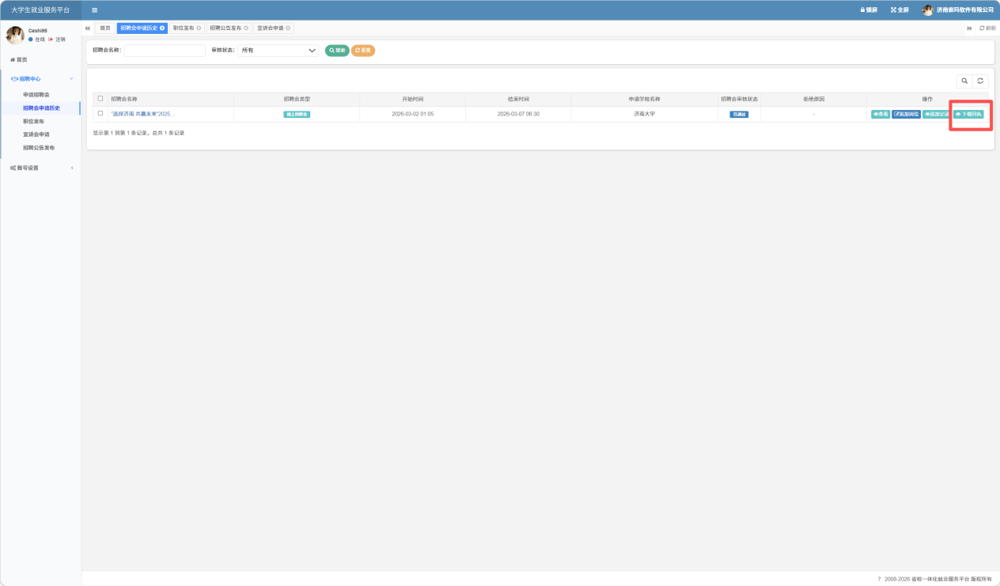 大学生就业服务平台
锁屏 全屏 济南索玛软件有限公司
Ceshi95
在线 注销
首页 招聘会申请历史 职位发布 招聘公告发布 宣讲会申请 刷新
招聘会名称: 审核状态: 所有 搜索 重置
首页
招聘中心
申请招聘会
招聘会申请历史
职位发布
宣讲会申请
招聘公告发布
账号设置
招聘会名称 招聘会类型 开始时间 结束时间 申请学校名称 招聘会审核状态 拒绝原因 操作
"选择济南 共赢未来"2025... 线上招聘会 2026-03-02 01:05 2026-03-07 06:30 济南大学 已通过 - 查看 追加岗位 追加记录 下载回执
显示第 1 到第 1 条记录，总共 1 条记录
? 2008-2026 省校一体化就业服务平台 版权所有